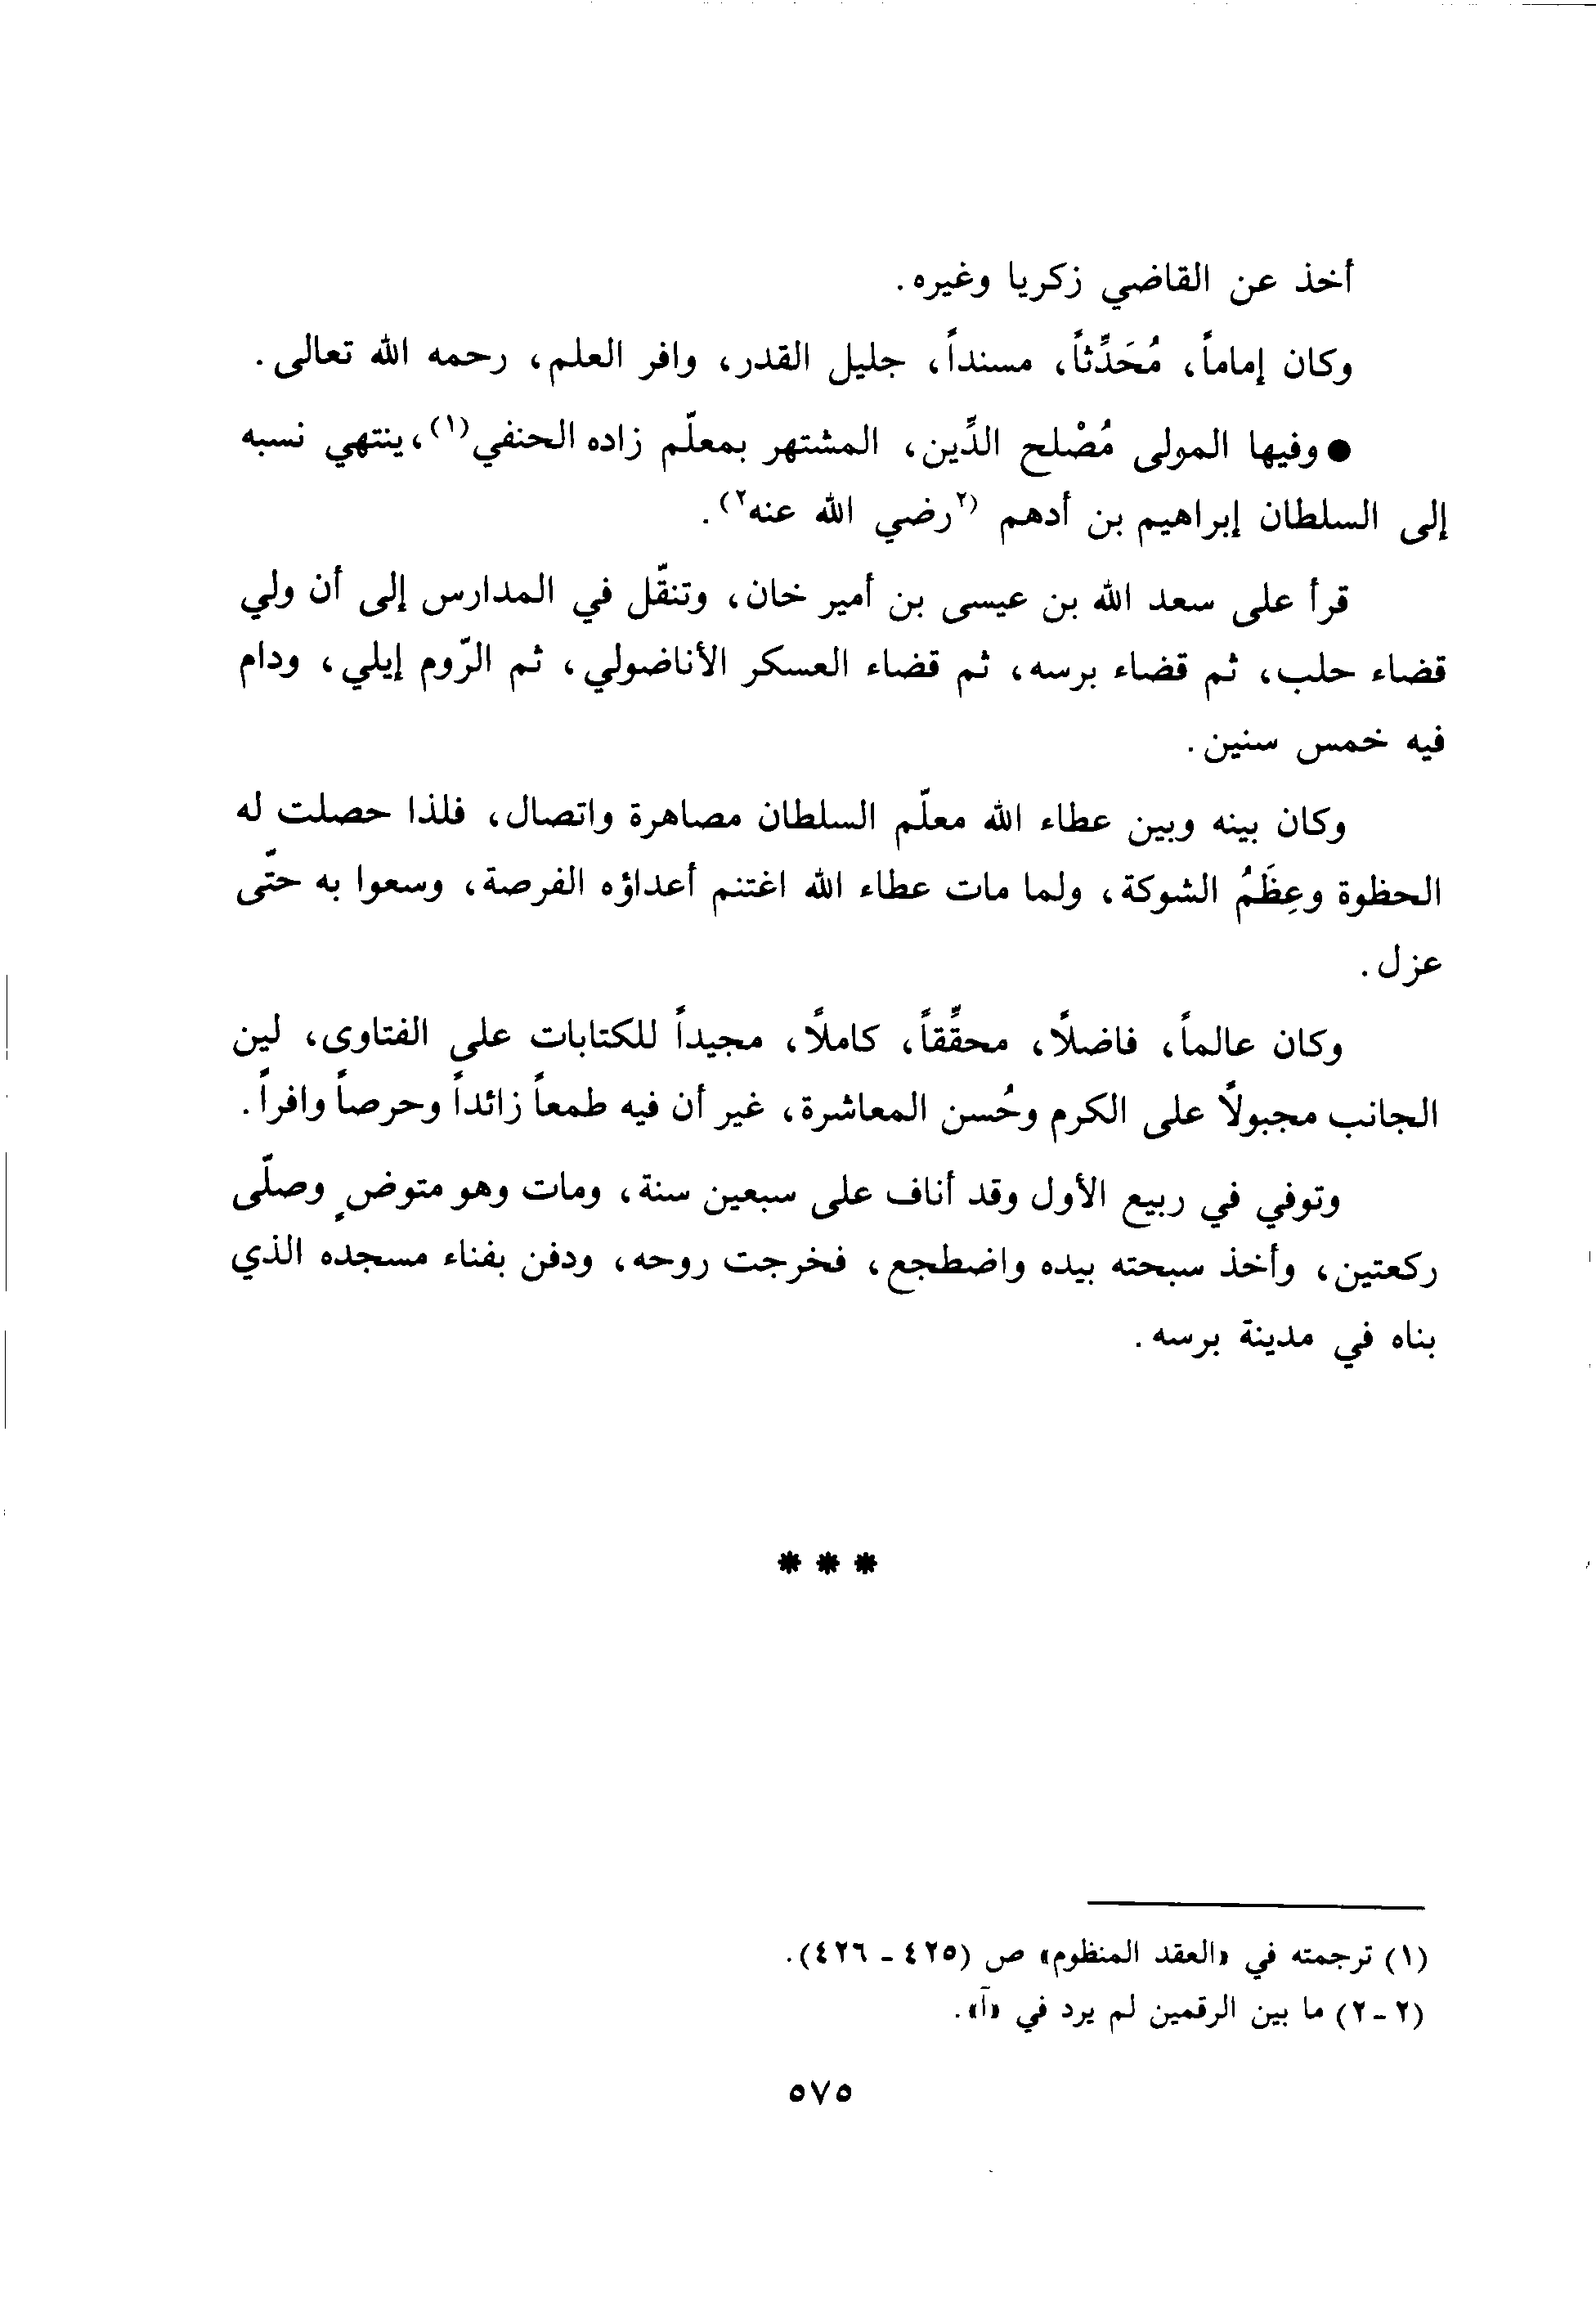 أخذ عن القاضي زكريا وغيره.
وكان إماماً، مُحَدِّثاً، مسنداً، جليل القدر، وافر العلم، رحمه الله تعالى.
● وفيها المولى مُصْلح الدِّين، المشتهر بمعلّم زاده الحنفي(١)، ينتهي نسبه
إلى السلطان إبراهيم بن أدهم (٢رضي الله عنه٢).
قرأ على سعد الله بن عيسى بن أمير خان، وتنقّل في المدارس إلى أن ولي
قضاء حلب، ثم قضاء برسه، ثم قضاء العسكر الأناضولي، ثم الرّوم إيلي، ودام
فيه خمس سنين.
وكان بينه وبين عطاء الله معلّم السلطان مصاهرة واتصال، فلذا حصلت له
الحظوة وعِظَمُ الشوكة، ولما مات عطاء الله اغتنم أعداؤه الفرصة، وسعوا به حتّى
عزل.
وكان عالماً، فاضلاً، محقِّقاً، كاملاً، مجيداً للكتابات على الفتاوى، لين
الجانب مجبولاً على الكرم وحُسن المعاشرة، غير أن فيه طمعاً زائداً وحرصاً وافراً.
وتوفي في ربيع الأول وقد أناف على سبعين سنة، ومات وهو متوضٍ وصلّى
ركعتين، وأخذ سبحته بيده واضطجع، فخرجت روحه، ودفن بفناء مسجده الذي
بناه في مدينة برسه.
***
(١) ترجمته في «العقد المنظوم» ص (٤٢٥ - ٤٢٦).
(٢ - ٢) ما بين الرقمين لم يرد في «آ».
٥٧٥